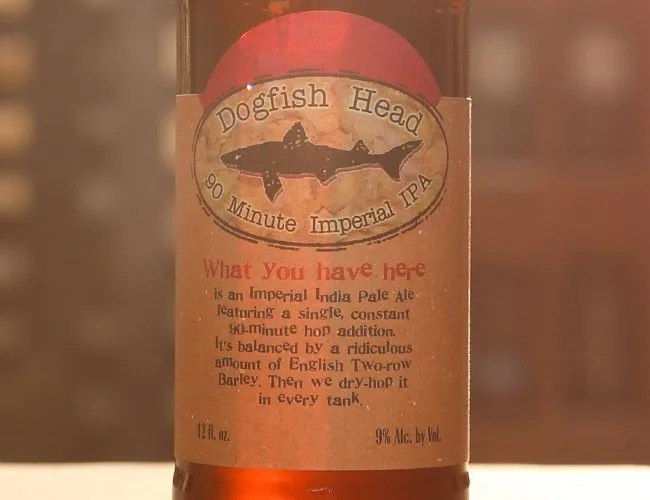 Dogfish Head
90 Minute Imperial IPA
What you have here
is an Imperial India Pale Ale
featuring a single, constant
90-minute hop addition.
It's balanced by a ridiculous
amount of English Two-row
Barley. Then we dry-hop it
in every tank.
12 fl. oz.
9% Alc. by Vol.